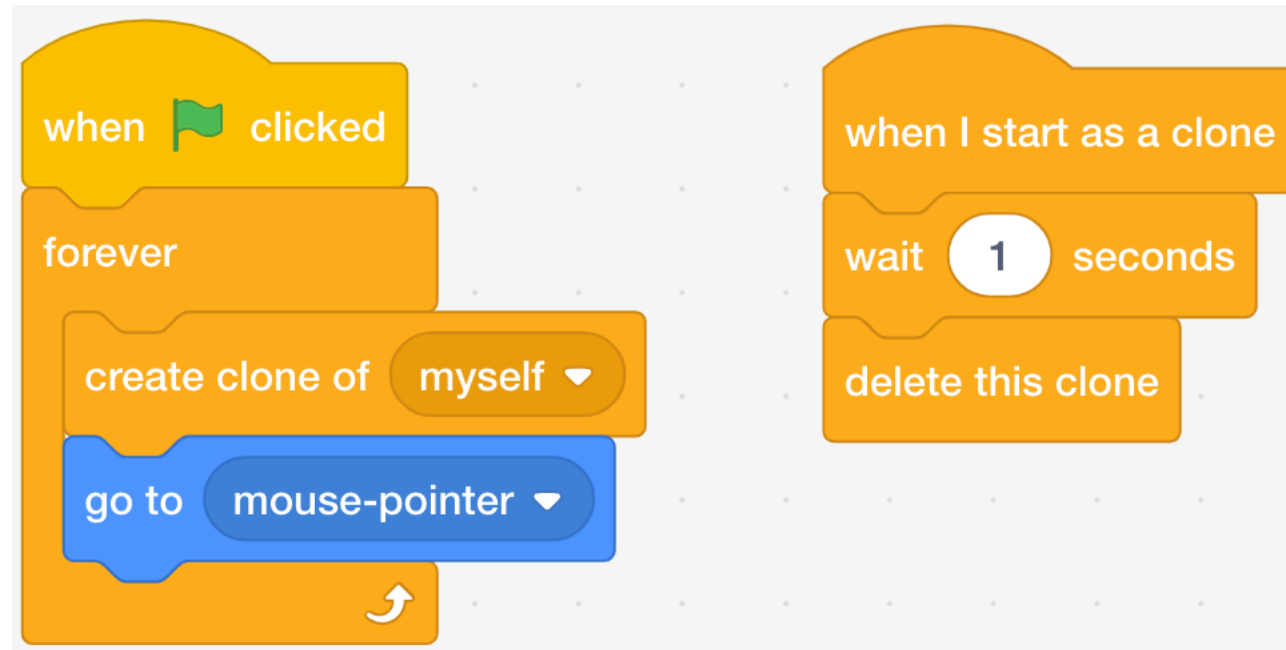 when clicked
forever
create clone of myself
go to mouse-pointer
when I start as a clone
wait 1 seconds
delete this clone